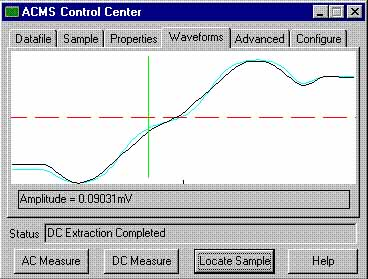 ACMS Control Center
Datafile Sample Properties Waveforms Advanced Configure
Amplitude = 0.09031mV
Status DC Extraction Completed
AC Measure DC Measure Locate Sample Help